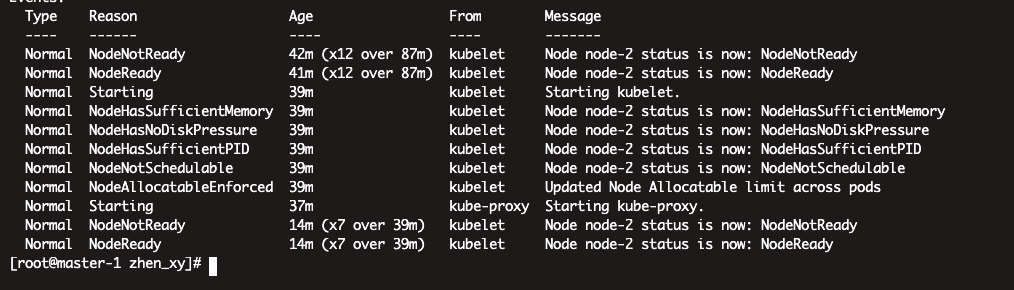 Events:
Type Reason Age From Message
---- ------ ---- ---- -------
Normal NodeNotReady 42m (x12 over 87m) kubelet Node node-2 status is now: NodeNotReady
Normal NodeReady 41m (x12 over 87m) kubelet Node node-2 status is now: NodeReady
Normal Starting 39m kubelet Starting kubelet.
Normal NodeHasSufficientMemory 39m kubelet Node node-2 status is now: NodeHasSufficientMemory
Normal NodeHasNoDiskPressure 39m kubelet Node node-2 status is now: NodeHasNoDiskPressure
Normal NodeHasSufficientPID 39m kubelet Node node-2 status is now: NodeHasSufficientPID
Normal NodeNotSchedulable 39m kubelet Node node-2 status is now: NodeNotSchedulable
Normal NodeAllocatableEnforced 39m kubelet Updated Node Allocatable limit across pods
Normal Starting 37m kube-proxy Starting kube-proxy.
Normal NodeNotReady 14m (x7 over 39m) kubelet Node node-2 status is now: NodeNotReady
Normal NodeReady 14m (x7 over 39m) kubelet Node node-2 status is now: NodeReady
[root@master-1 zhen_xy]#